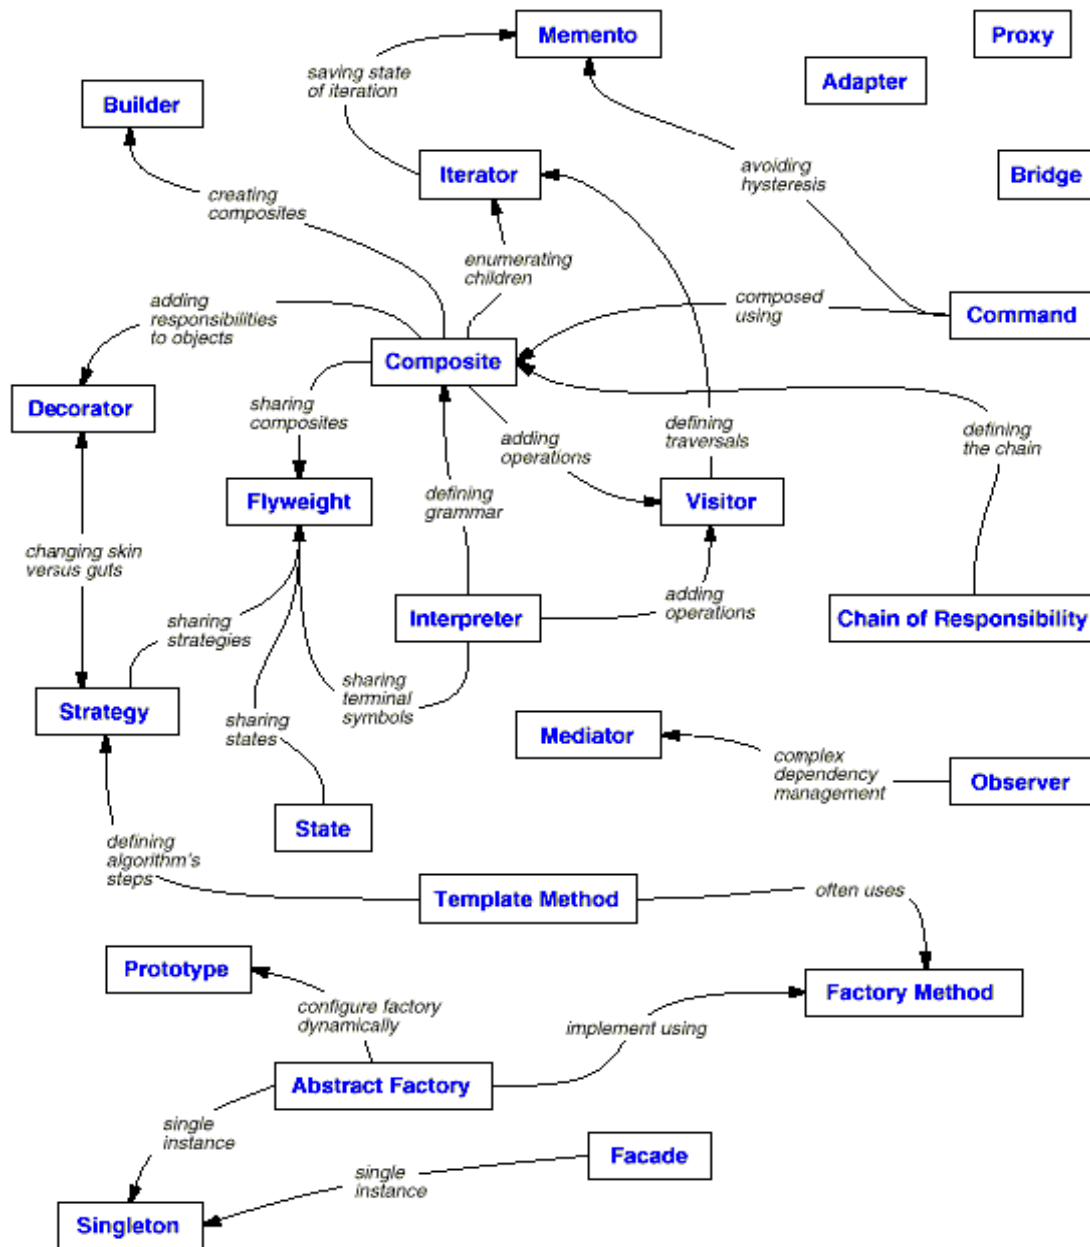 Memento
Proxy
saving state
of iteration
Adapter
Builder
Iterator
avoiding
hysteresis
Bridge
creating
composites
enumerating
children
adding
responsibilities
to objects
composed
using
Command
Composite
Decorator
sharing
composites
adding
operations
defining
traversals
defining
the chain
Flyweight
defining
grammar
Visitor
changing skin
versus guts
sharing
strategies
Interpreter
adding
operations
Chain of Responsibility
Strategy
sharing
states
sharing
terminal
symbols
Mediator
complex
dependency
management
Observer
State
defining
algorithm's
steps
Template Method
often uses
Prototype
configure factory
dynamically
implement using
Factory Method
Abstract Factory
single
instance
Facade
single
instance
Singleton